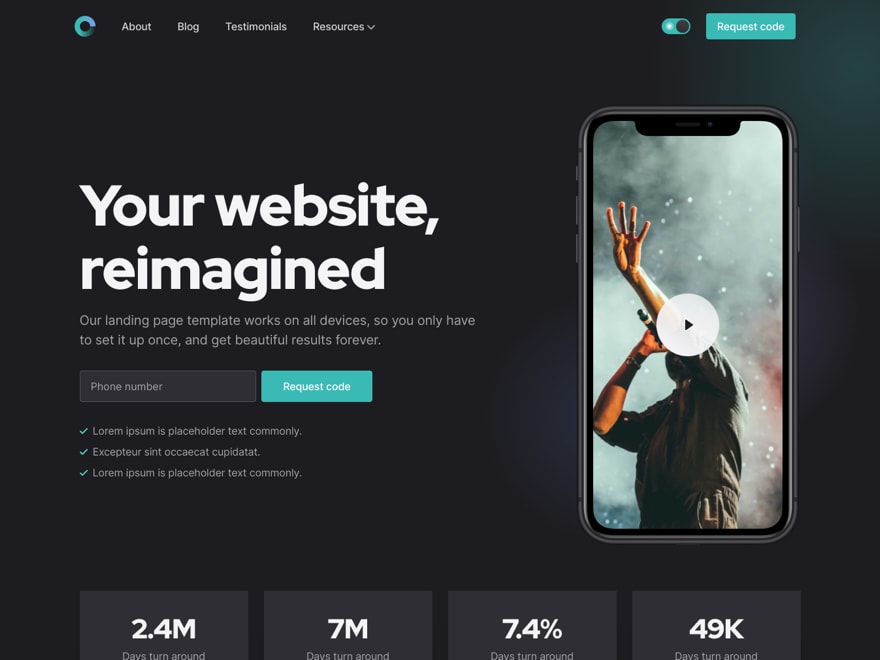 About Blog Testimonials Resources Request code
Your website,
reimagined
Our landing page template works on all devices, so you only have
to set it up once, and get beautiful results forever.
Phone number Request code
Lorem ipsum is placeholder text commonly.
Excepteur sint occaecat cupidatat.
Lorem ipsum is placeholder text commonly.
2.4M 7M 7.4% 49K
Days turn around Days turn around Days turn around Days turn around